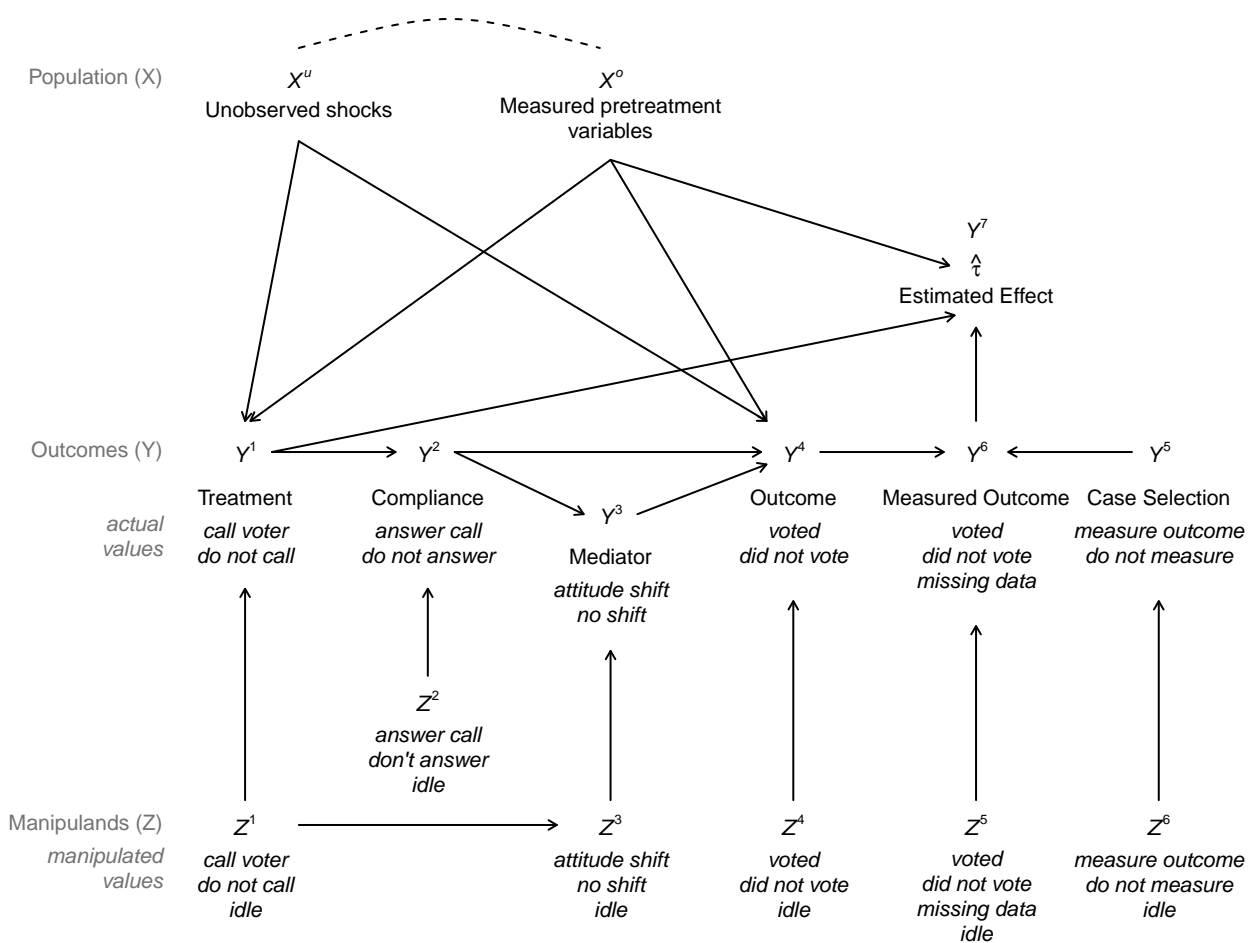 Population (X)
X^u
Unobserved shocks
X^o
Measured pretreatment
variables
Y^7
τ̂
Estimated Effect
Outcomes (Y)
Y^1
Y^2
Y^4
Y^6
Y^5
Treatment
Compliance
Outcome
Measured Outcome
Case Selection
actual
values
call voter
do not call
answer call
do not answer
Y^3
Mediator
attitude shift
no shift
voted
did not vote
voted
did not vote
missing data
measure outcome
do not measure
Z^2
answer call
don't answer
idle
Manipulands (Z)
manipulated
values
Z^1
call voter
do not call
idle
Z^3
attitude shift
no shift
idle
Z^4
voted
did not vote
idle
Z^5
voted
did not vote
missing data
idle
Z^6
measure outcome
do not measure
idle